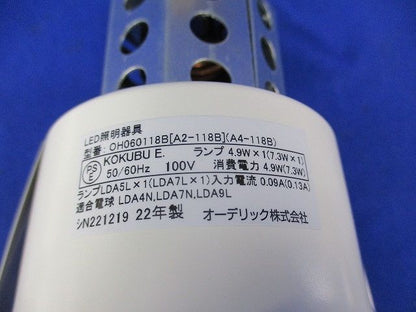 LED照明器具
型番: OH060118B[A2-118B](A4-118B)
PS E KOKUBU E. ランプ 4.9W×1(7.3W×1)
50/60Hz 100V 消費電力 4.9W(7.3W)
ランプLDA5L×1(LDA7L×1)入力電流 0.09A(0.13A)
適合電球 LDA4N,LDA7N,LDA9L
シN221219 22年製 オーデリック株式会社